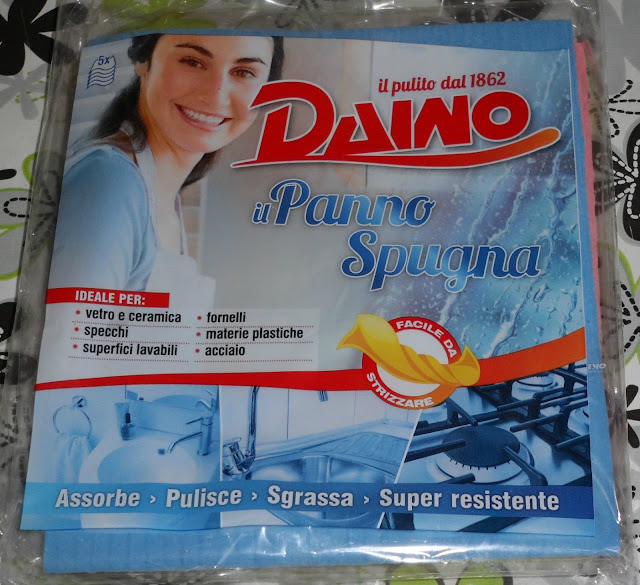 5x
il pulito dal 1862
DAINO
il Panno
Spugna
IDEALE PER:
• vetro e ceramica
• specchi
• superfici lavabili
• fornelli
• materie plastiche
• acciaio
FACILE DA
STRIZZARE
Assorbe › Pulisce › Sgrassa › Super resistente